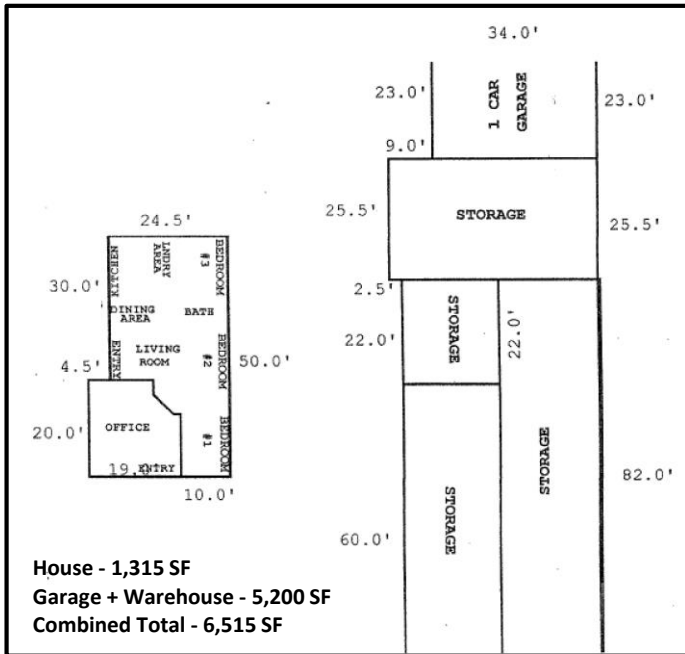 34.0'
23.0'
1 CAR
GARAGE
23.0'
9.0'
25.5'
STORAGE
25.5'
24.5'
KITCHEN
LNDRY
AREA
#3
BEDROOM
30.0'
DINING
AREA
BATH
2.5'
22.0'
STORAGE
22.0'
ENTRY
LIVING
ROOM
#2
BEDROOM
50.0'
4.5'
OFFICE
20.0'
19.0'
ENTRY
#1
BEDROOM
10.0'
STORAGE
STORAGE
82.0'
60.0'
House - 1,315 SF
Garage + Warehouse - 5,200 SF
Combined Total - 6,515 SF